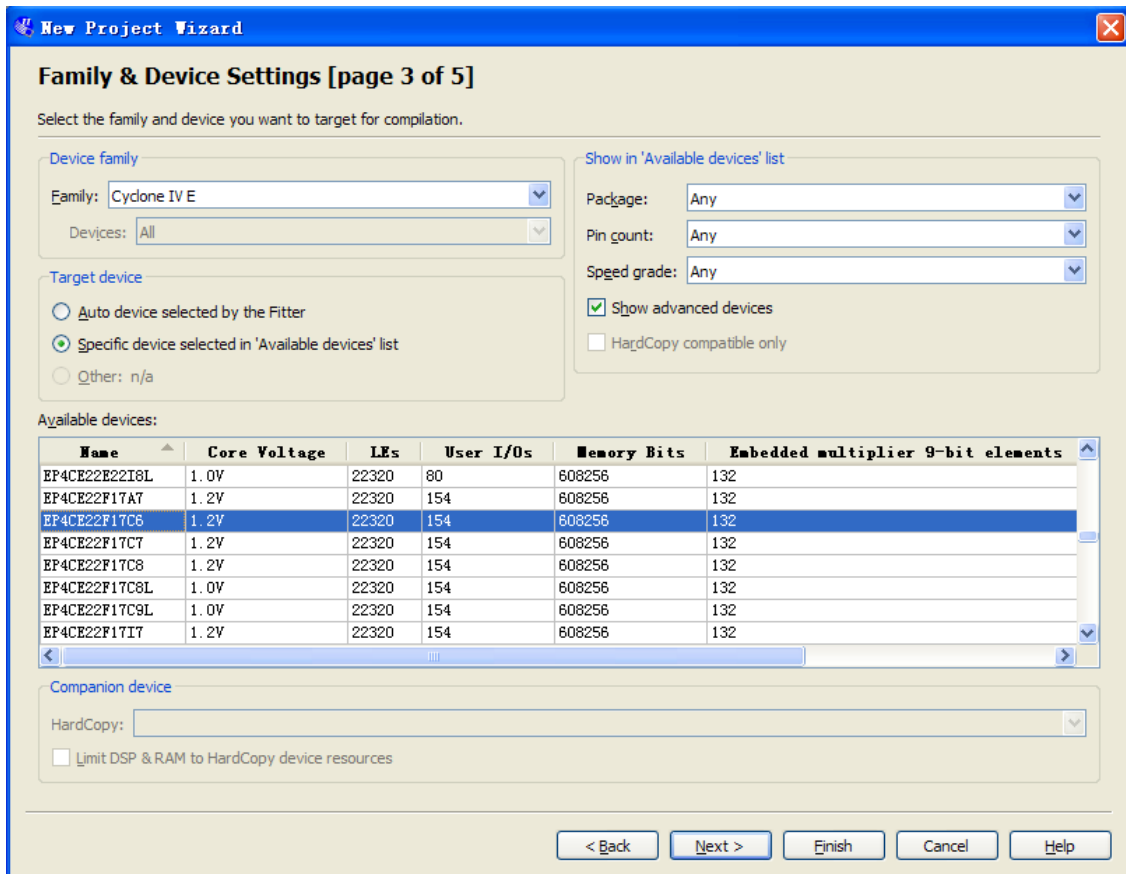 New Project Wizard
Family & Device Settings [page 3 of 5]
Select the family and device you want to target for compilation.
Device family
Family: Cyclone IV E
Devices: All
Show in 'Available devices' list
Package: Any
Pin count: Any
Speed grade: Any
Show advanced devices
HardCopy compatible only
Target device
Auto device selected by the Fitter
Specific device selected in 'Available devices' list
Other: n/a
Available devices:
Name Core Voltage LEs User I/Os Memory Bits Embedded multiplier 9-bit elements
EP4CE22E22I8L 1.0V 22320 80 608256 132
EP4CE22F17A7 1.2V 22320 154 608256 132
EP4CE22F17C6 1.2V 22320 154 608256 132
EP4CE22F17C7 1.2V 22320 154 608256 132
EP4CE22F17C8 1.2V 22320 154 608256 132
EP4CE22F17C8L 1.0V 22320 154 608256 132
EP4CE22F17C9L 1.0V 22320 154 608256 132
EP4CE22F17I7 1.2V 22320 154 608256 132
Companion device
HardCopy:
Limit DSP & RAM to HardCopy device resources
< Back Next > Finish Cancel Help